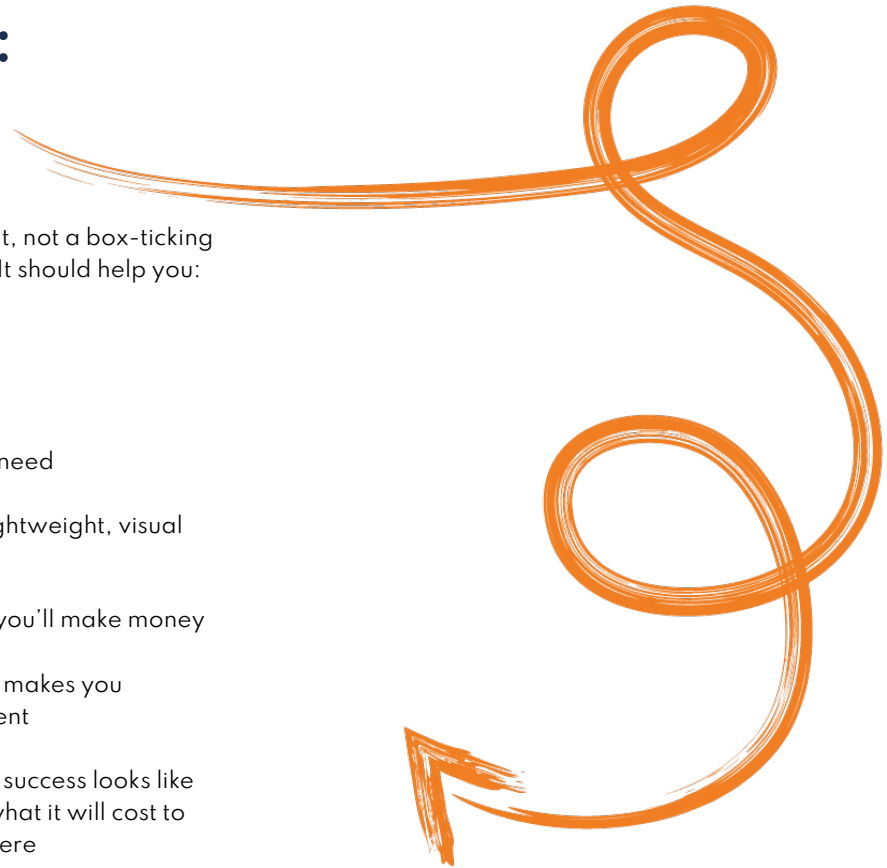 :
t, not a box-ticking
It should help you:
need
ghtweight, visual
you’ll make money
makes you
ent
success looks like
what it will cost to
ere